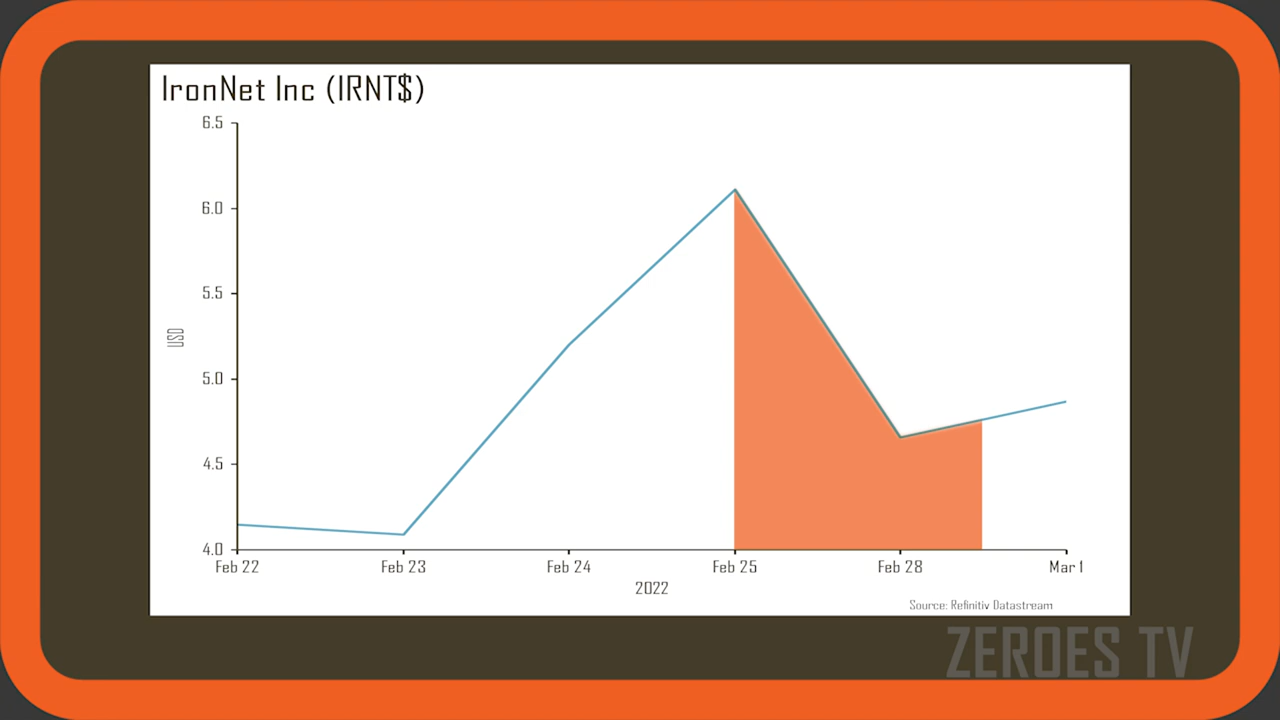 IronNet Inc (IRNT$)
6.5
6.0
5.5
USD
5.0
4.5
4.0
Feb 22 Feb 23 Feb 24 Feb 25 Feb 28 Mar 1
2022
Source: Refinitiv Datastream
ZEROES TV